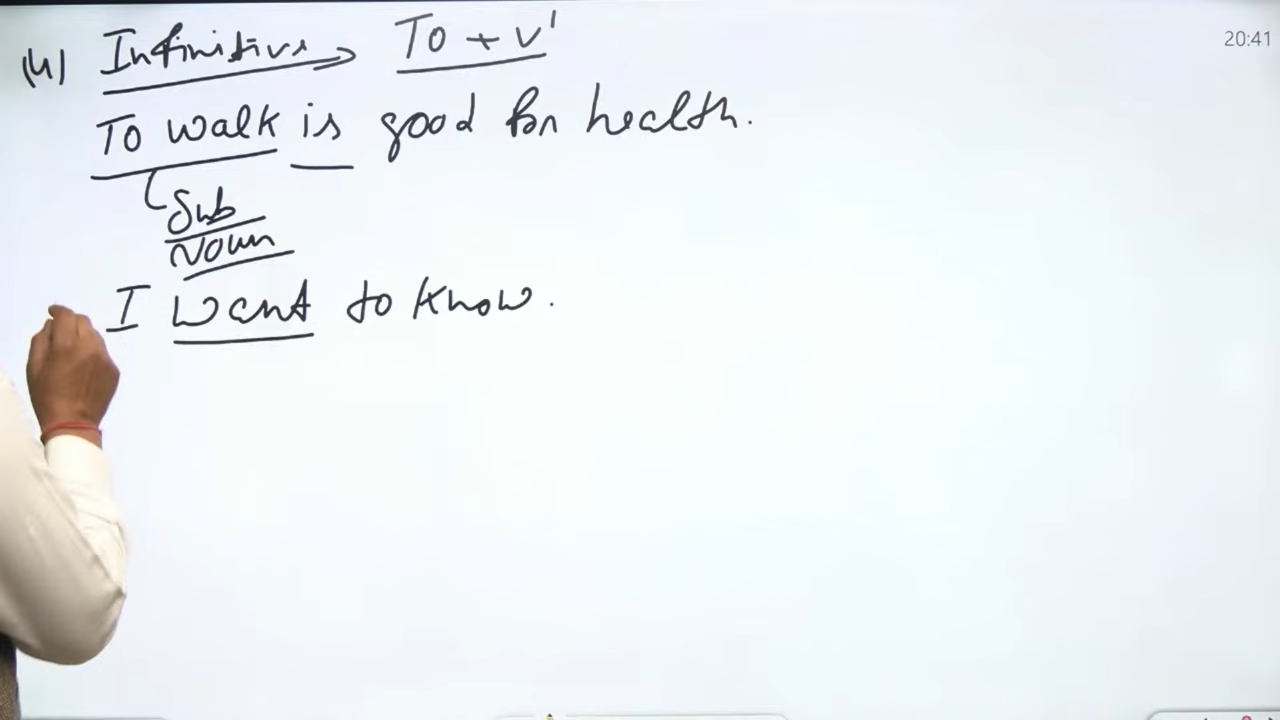 (4) Infinitive → To + V¹
20:41
To walk is good for health.
Sub
Noun
I want to know.